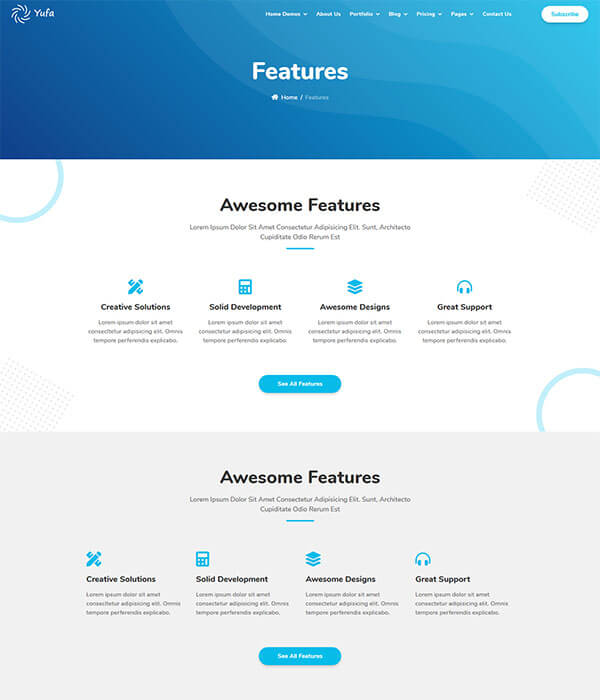 Yufa
Home Demos About Us Portfolio Blog Pricing Pages Contact Us Subscribe
Features
Home / Features
Awesome Features
Lorem Ipsum Dolor Sit Amet Consectetur Adipisicing Elit. Sunt, Architecto
Cupiditate Odio Rerum Est
Creative Solutions
Lorem ipsum dolor sit amet
consectetur adipisicing elit. Omnis
tempore perferendis explicabo.
Solid Development
Lorem ipsum dolor sit amet
consectetur adipisicing elit. Omnis
tempore perferendis explicabo.
Awesome Designs
Lorem ipsum dolor sit amet
consectetur adipisicing elit. Omnis
tempore perferendis explicabo.
Great Support
Lorem ipsum dolor sit amet
consectetur adipisicing elit. Omnis
tempore perferendis explicabo.
See All Features
Awesome Features
Lorem Ipsum Dolor Sit Amet Consectetur Adipisicing Elit. Sunt, Architecto
Cupiditate Odio Rerum Est
Creative Solutions
Lorem ipsum dolor sit amet
consectetur adipisicing elit. Omnis
tempore perferendis explicabo.
Solid Development
Lorem ipsum dolor sit amet
consectetur adipisicing elit. Omnis
tempore perferendis explicabo.
Awesome Designs
Lorem ipsum dolor sit amet
consectetur adipisicing elit. Omnis
tempore perferendis explicabo.
Great Support
Lorem ipsum dolor sit amet
consectetur adipisicing elit. Omnis
tempore perferendis explicabo.
See All Features